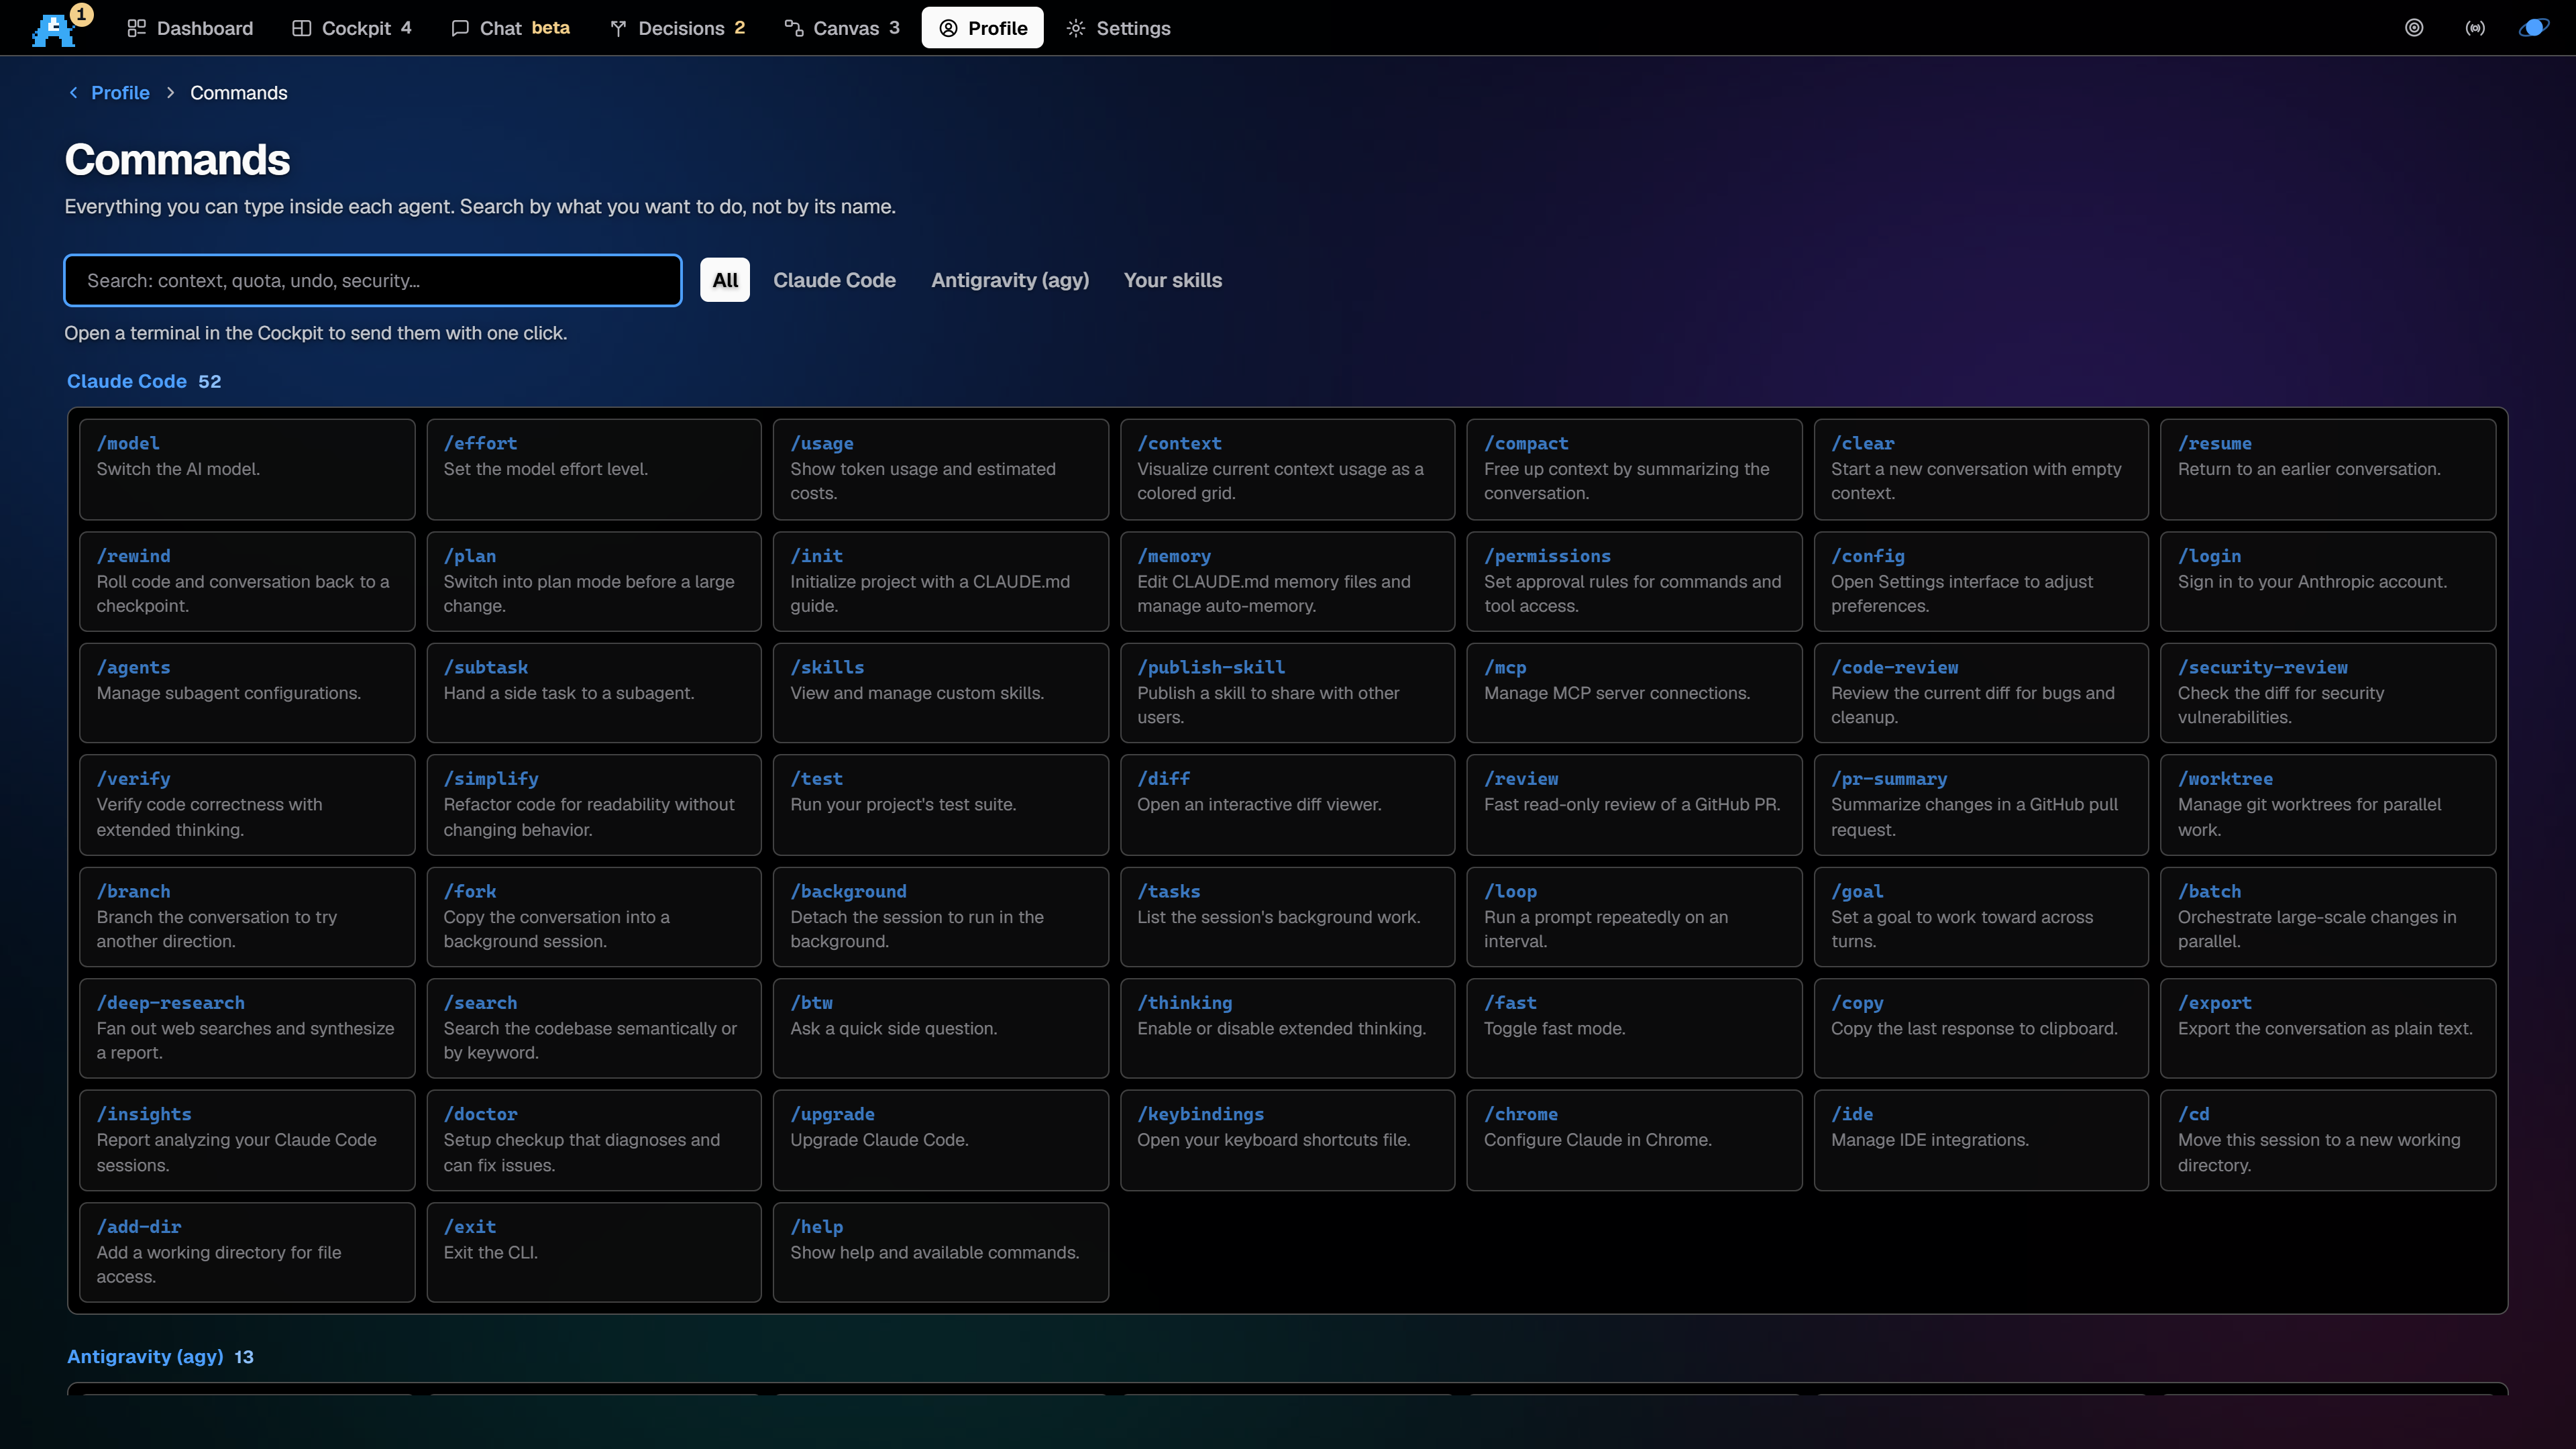 1
Dashboard
Cockpit 4
Chat beta
Decisions 2
Canvas 3
Profile
Settings
Profile
Commands
Commands
Everything you can type inside each agent. Search by what you want to do, not by its name.
Search: context, quota, undo, security...
All
Claude Code
Antigravity (agy)
Your skills
Open a terminal in the Cockpit to send them with one click.
Claude Code 52
/model
Switch the AI model.
/effort
Set the model effort level.
/usage
Show token usage and estimated
costs.
/context
Visualize current context usage as a
colored grid.
/compact
Free up context by summarizing the
conversation.
/clear
Start a new conversation with empty
context.
/resume
Return to an earlier conversation.
/rewind
Roll code and conversation back to a
checkpoint.
/plan
Switch into plan mode before a large
change.
/init
Initialize project with a CLAUDE.md
guide.
/memory
Edit CLAUDE.md memory files and
manage auto-memory.
/permissions
Set approval rules for commands and
tool access.
/config
Open Settings interface to adjust
preferences.
/login
Sign in to your Anthropic account.
/agents
Manage subagent configurations.
/subtask
Hand a side task to a subagent.
/skills
View and manage custom skills.
/publish-skill
Publish a skill to share with other
users.
/mcp
Manage MCP server connections.
/code-review
Review the current diff for bugs and
cleanup.
/security-review
Check the diff for security
vulnerabilities.
/verify
Verify code correctness with
extended thinking.
/simplify
Refactor code for readability without
changing behavior.
/test
Run your project's test suite.
/diff
Open an interactive diff viewer.
/review
Fast read-only review of a GitHub PR.
/pr-summary
Summarize changes in a GitHub pull
request.
/worktree
Manage git worktrees for parallel
work.
/branch
Branch the conversation to try
another direction.
/fork
Copy the conversation into a
background session.
/background
Detach the session to run in the
background.
/tasks
List the session's background work.
/loop
Run a prompt repeatedly on an
interval.
/goal
Set a goal to work toward across
turns.
/batch
Orchestrate large-scale changes in
parallel.
/deep-research
Fan out web searches and synthesize
a report.
/search
Search the codebase semantically or
by keyword.
/btw
Ask a quick side question.
/thinking
Enable or disable extended thinking.
/fast
Toggle fast mode.
/copy
Copy the last response to clipboard.
/export
Export the conversation as plain text.
/insights
Report analyzing your Claude Code
sessions.
/doctor
Setup checkup that diagnoses and
can fix issues.
/upgrade
Upgrade Claude Code.
/keybindings
Open your keyboard shortcuts file.
/chrome
Configure Claude in Chrome.
/ide
Manage IDE integrations.
/cd
Move this session to a new working
directory.
/add-dir
Add a working directory for file
access.
/exit
Exit the CLI.
/help
Show help and available commands.
Antigravity (agy) 13